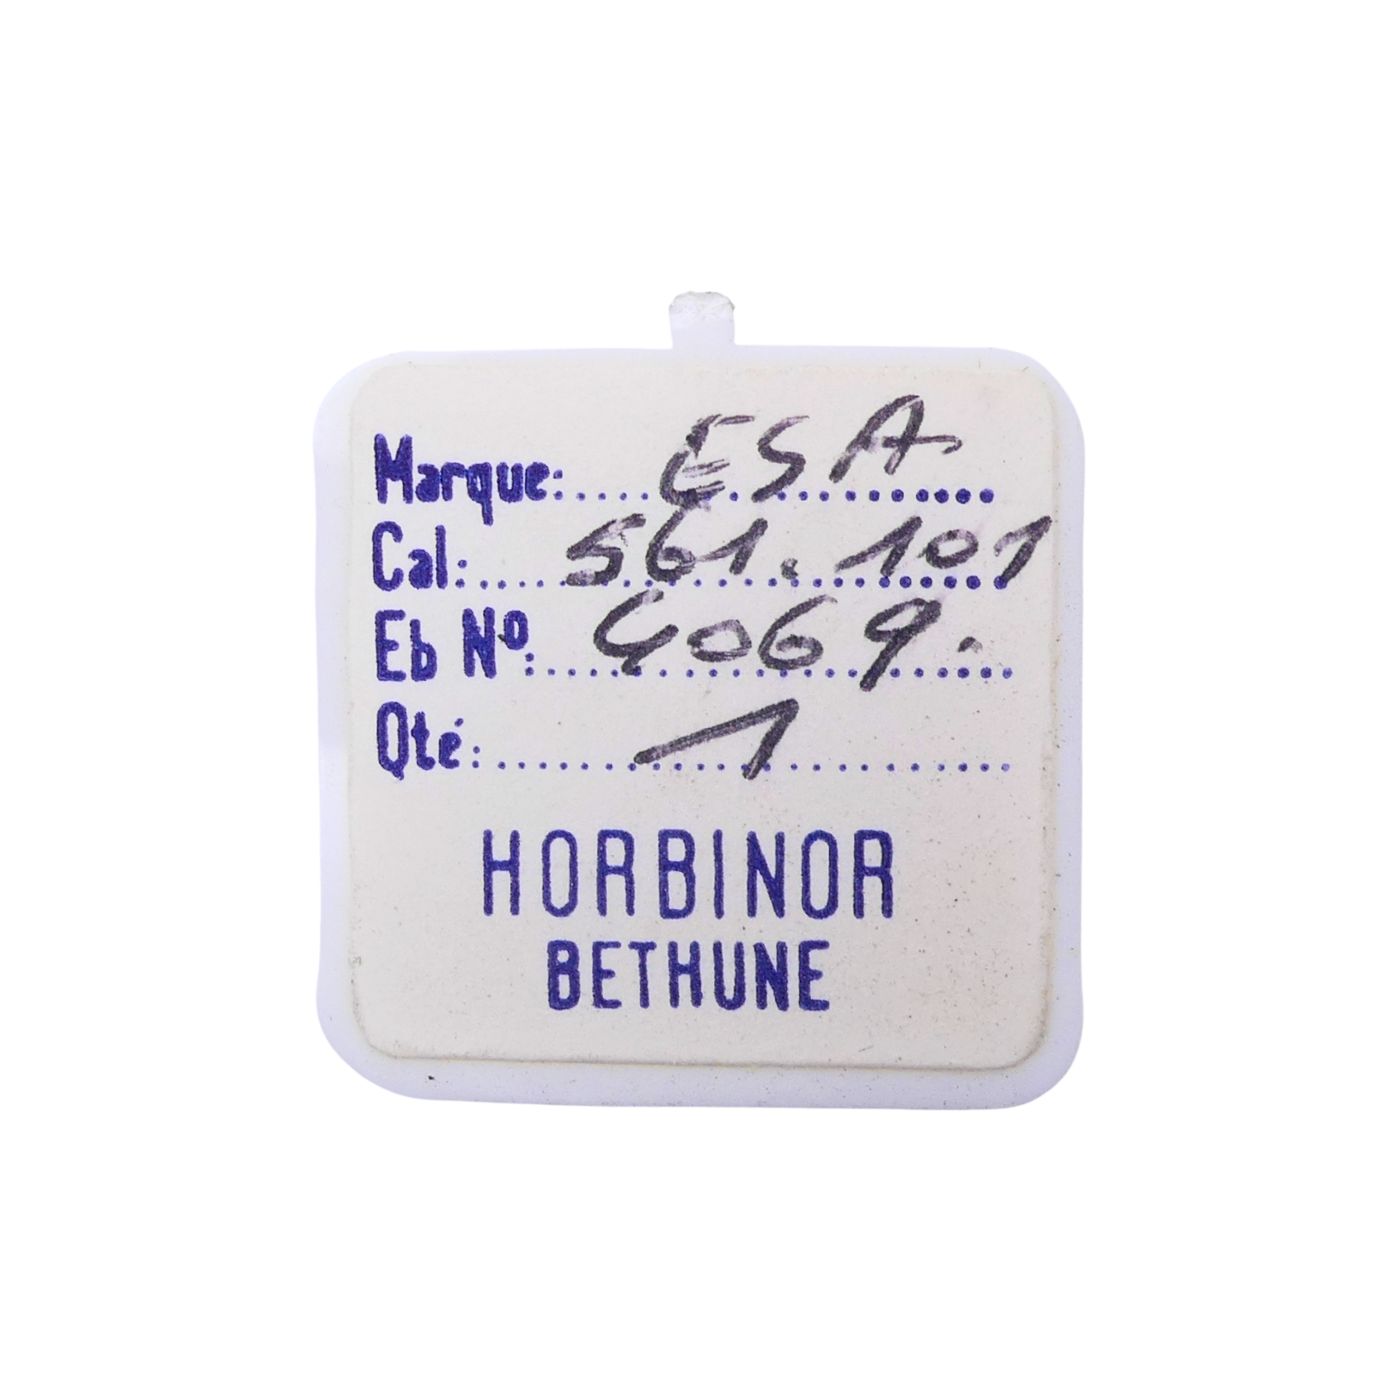 Marque: ESA.
Cal: 561.101
Eb Nº: 4069.
Qté: 1
HORBINOR
BETHUNE